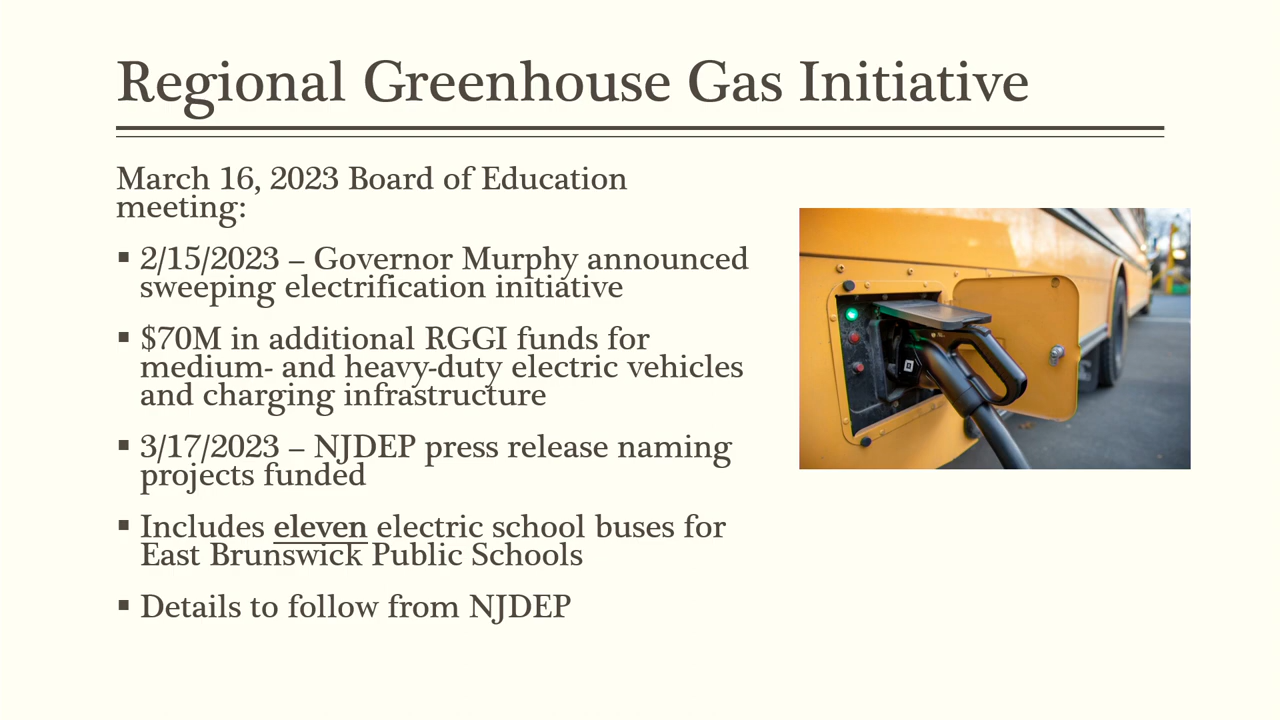 Regional Greenhouse Gas Initiative
March 16, 2023 Board of Education
meeting:
▪ 2/15/2023 – Governor Murphy announced
sweeping electrification initiative
▪ $70M in additional RGGI funds for
medium- and heavy-duty electric vehicles
and charging infrastructure
▪ 3/17/2023 – NJDEP press release naming
projects funded
▪ Includes eleven electric school buses for
East Brunswick Public Schools
▪ Details to follow from NJDEP